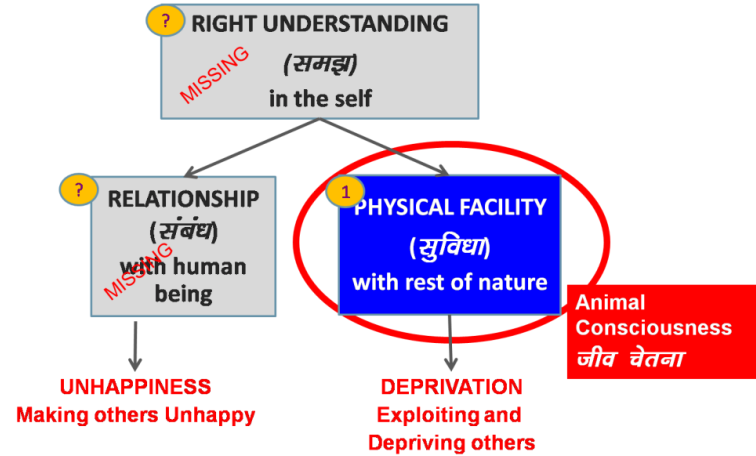 ?
RIGHT UNDERSTANDING
MISSING
(समझ)
in the self
?
RELATIONSHIP
(संबंध)
MISSING
with human
being
1
PHYSICAL FACILITY
(सुविधा)
with rest of nature
Animal
Consciousness
जीव चेतना
UNHAPPINESS
Making others Unhappy
DEPRIVATION
Exploiting and
Depriving others